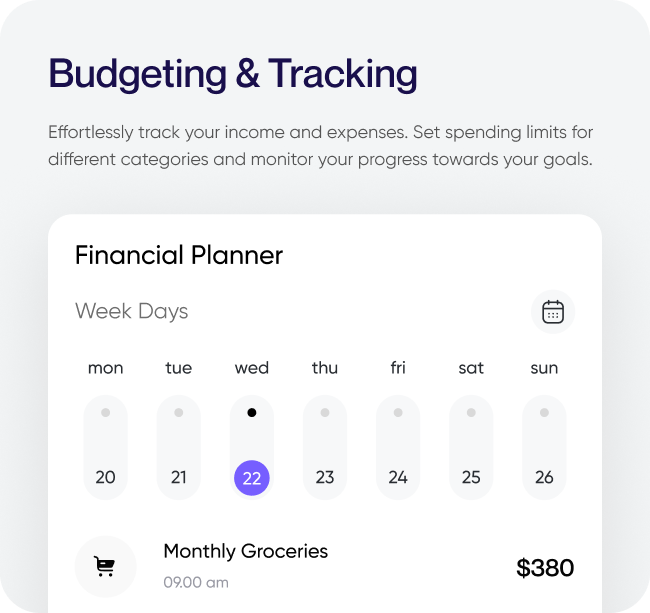 Budgeting & Tracking
Effortlessly track your income and expenses. Set spending limits for
different categories and monitor your progress towards your goals.
Financial Planner
Week Days
mon tue wed thu fri sat sun
20 21 22 23 24 25 26
Monthly Groceries
$380
09.00 am